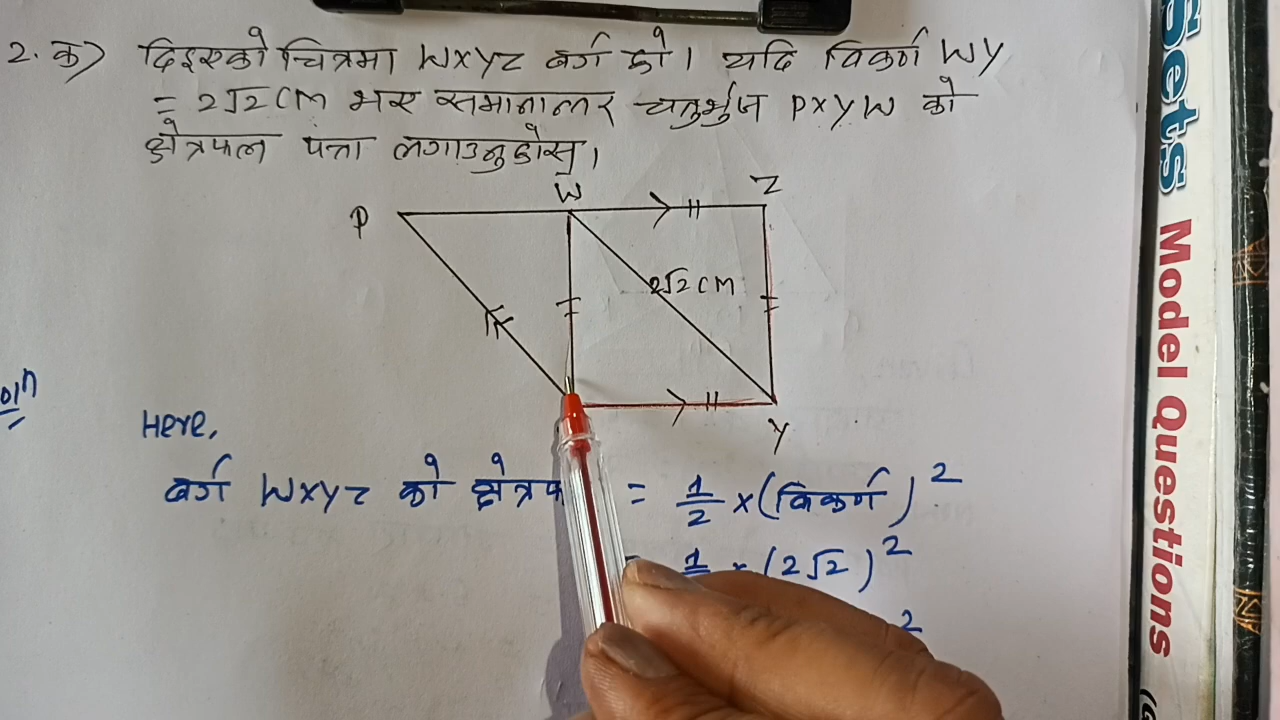 2. क) दिइएको चित्रमा WXYZ वर्ग हो। यदि विकर्ण WY
= 2√2 CM भए समानान्तर चतुर्भुज PXYW को
क्षेत्रफल पत्ता लगाउनुहोस्।
P
W
Z
2√2 CM
Y
Here,
वर्ग WXYZ को क्षेत्रफ = 1/2 × (विकर्ण)²
= 1/2 × (2√2)²
2
Sets Model Questions